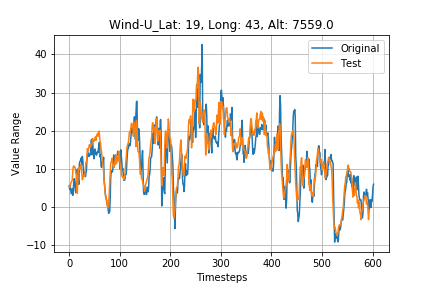 Wind-U_Lat: 19, Long: 43, Alt: 7559.0
Original
Test
Value Range
40
30
20
10
0
−10
0 100 200 300 400 500 600
Timesteps